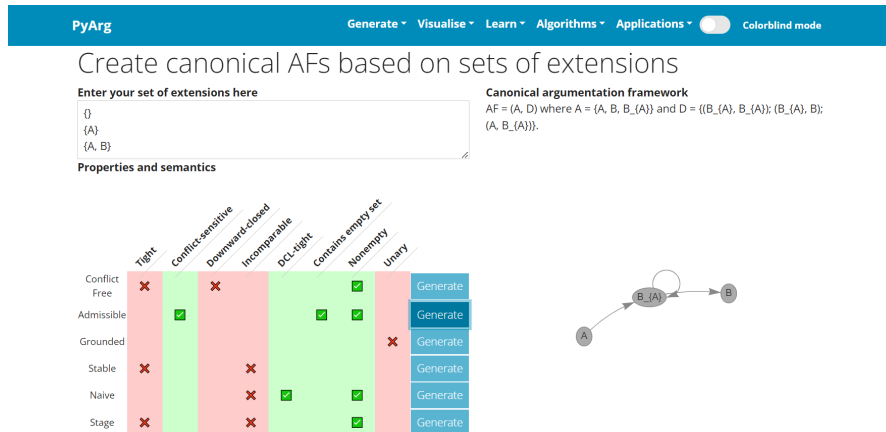 PyArg
Generate Visualise Learn Algorithms Applications Colorblind mode
Create canonical AFs based on sets of extensions
Enter your set of extensions here
{}
{A}
{A, B}
Canonical argumentation framework
AF = (A, D) where A = {A, B, B_{A}} and D = {(B_{A}, B_{A}); (B_{A}, B);
(A, B_{A})}.
Properties and semantics
Tight
Conflict-sensitive
Downward-closed
Incomparable
DCL-tight
Contains empty set
Nonempty
Unary
Conflict
Free
Generate
Admissible
Generate
Grounded
Generate
Stable
Generate
Naive
Generate
Stage
Generate
B_{A}
B
A